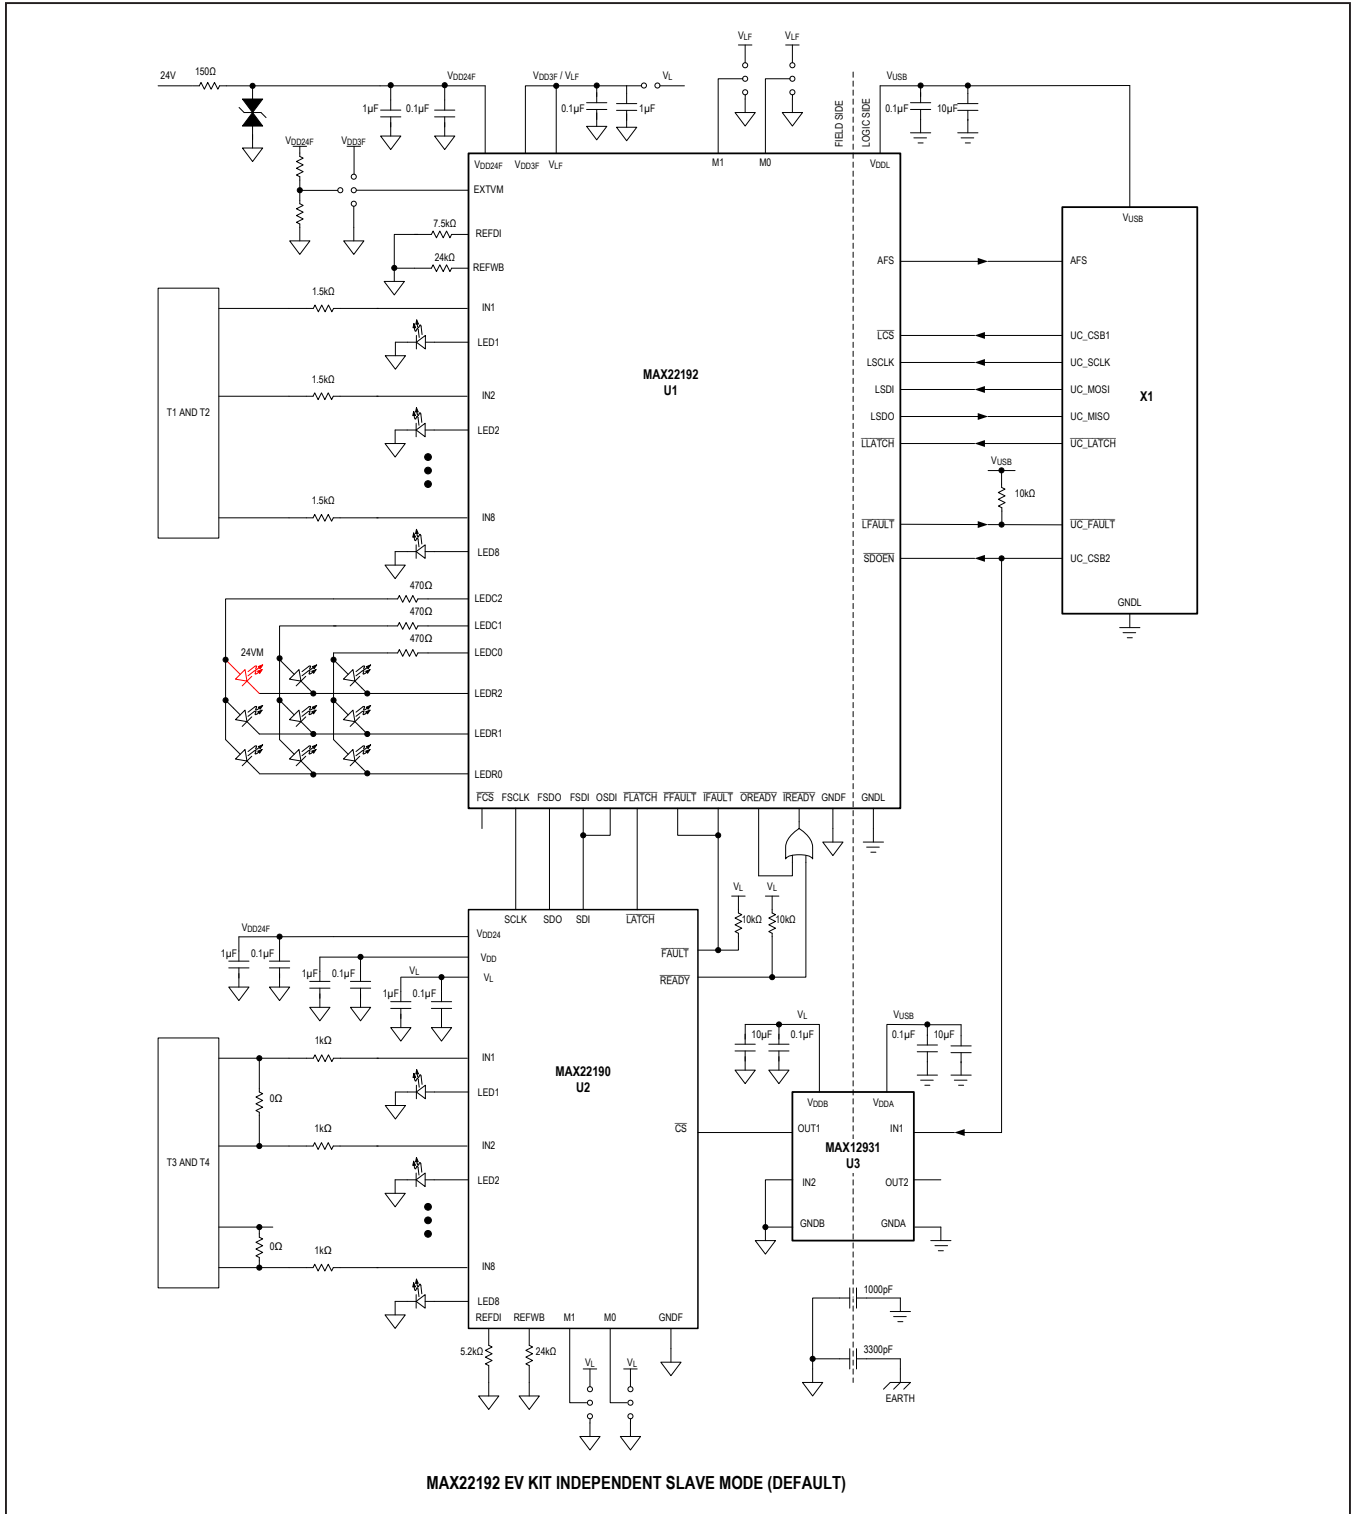 VLF VLF
24V 150Ω VDD24F VDD3F / VLF VL VUSB
1µF 0.1µF 0.1µF 1µF 0.1µF 10µF
FIELD SIDE
LOGIC SIDE
VDD24F VDD3F
VDD24F VDD3F VLF M1 M0 VDDL
EXTVM
VUSB
7.5kΩ REFDI
24kΩ REFWB
AFS AFS
1.5kΩ IN1
LED1
LCS UC_CSB1
LSCLK UC_SCLK
MAX22192
U1
LSDI UC_MOSI
X1
1.5kΩ IN2
T1 AND T2
LSDO UC_MISO
LED2
LLATCH UC_LATCH
VUSB
10kΩ
1.5kΩ IN8
LFAULT UC_FAULT
LED8
SDOEN UC_CSB2
470Ω LEDC2
GNDL
470Ω LEDC1
470Ω LEDC0
24VM
LEDR2
LEDR1
LEDR0
FCS FSCLK FSDO FSDI OSDI FLATCH FFAULT IFAULT OREADY IREADY GNDF GNDL
VL VL
10kΩ 10kΩ
SCLK SDO SDI LATCH
VDD24F VDD24
1µF 0.1µF VDD FAULT
1µF 0.1µF VL VL READY
1µF 0.1µF
VL VUSB
10µF 0.1µF 0.1µF 10µF
1kΩ IN1
MAX22190
U2
LED1
0Ω
VDDB VDDA
CS OUT1 IN1
1kΩ IN2
MAX12931
U3
T3 AND T4
LED2
IN2 OUT2
GNDB GNDA
0Ω 1kΩ IN8
LED8
1000pF
REFDI REFWB M1 M0 GNDF
5.2kΩ 24kΩ VL VL
3300pF
EARTH
MAX22192 EV KIT INDEPENDENT SLAVE MODE (DEFAULT)